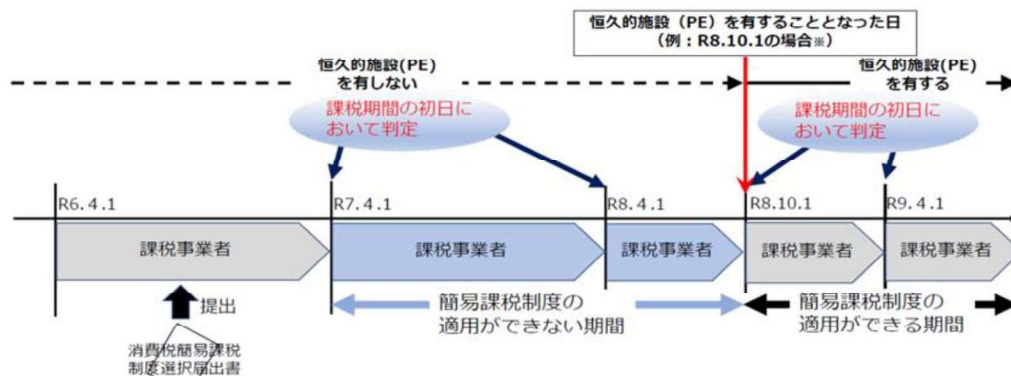 恒久的施設（PE）を有することとなった日
（例：R8.10.1の場合※）
恒久的施設(PE)
を有しない
恒久的施設(PE)
を有する
課税期間の初日に
おいて判定
課税期間の初日に
おいて判定
R6.4.1
R7.4.1
R8.4.1
R8.10.1
R9.4.1
課税事業者
課税事業者
課税事業者
課税事業者
課税事業者
提出
簡易課税制度の
適用ができない期間
簡易課税制度の
適用ができる期間
消費税簡易課税
制度選択届出書